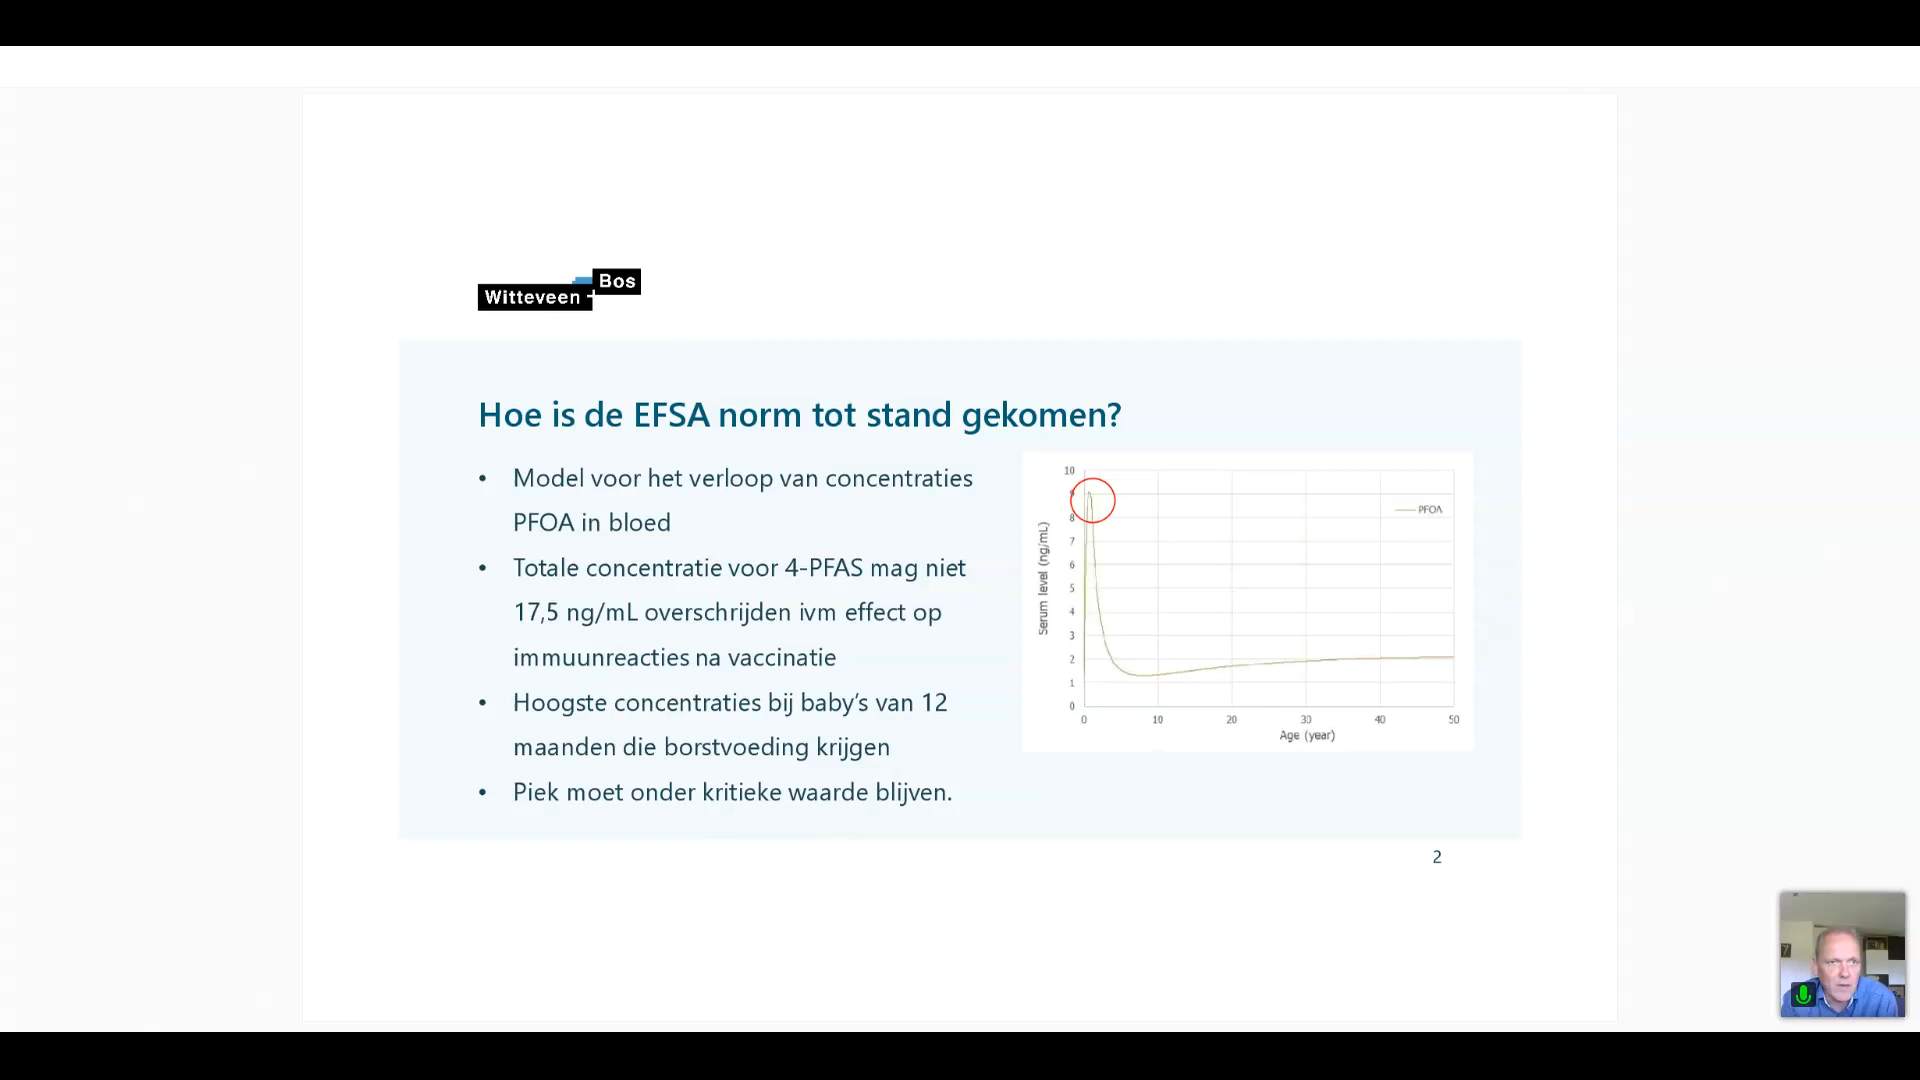 Bos
Witteveen +
Hoe is de EFSA norm tot stand gekomen?
• Model voor het verloop van concentraties
PFOA in bloed
• Totale concentratie voor 4-PFAS mag niet
17,5 ng/mL overschrijden ivm effect op
immuunreacties na vaccinatie
• Hoogste concentraties bij baby’s van 12
maanden die borstvoeding krijgen
• Piek moet onder kritieke waarde blijven.
10
9
8
7
6
5
4
3
2
1
0
Serum level (ng/mL)
PFOA
0 10 20 30 40 50
Age (year)
2